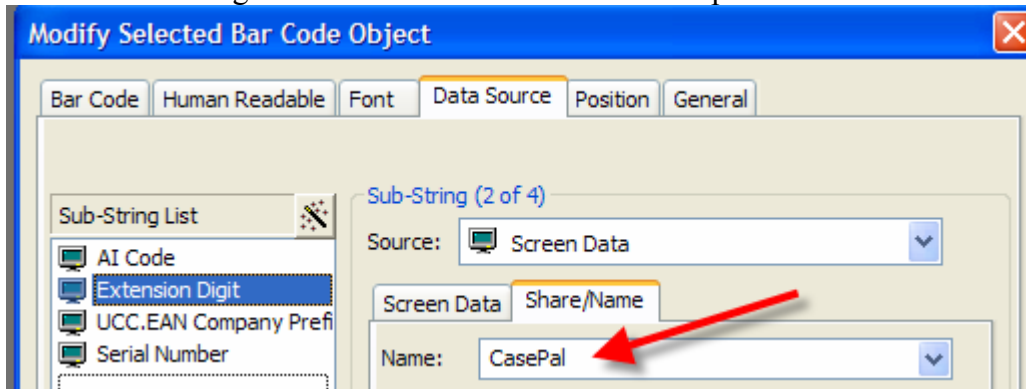 Modify Selected Bar Code Object
Bar Code Human Readable Font Data Source Position General
Sub-String List
AI Code
Extension Digit
UCC.EAN Company Prefi
Serial Number
Sub-String (2 of 4)
Source: Screen Data
Screen Data Share/Name
Name: CasePal